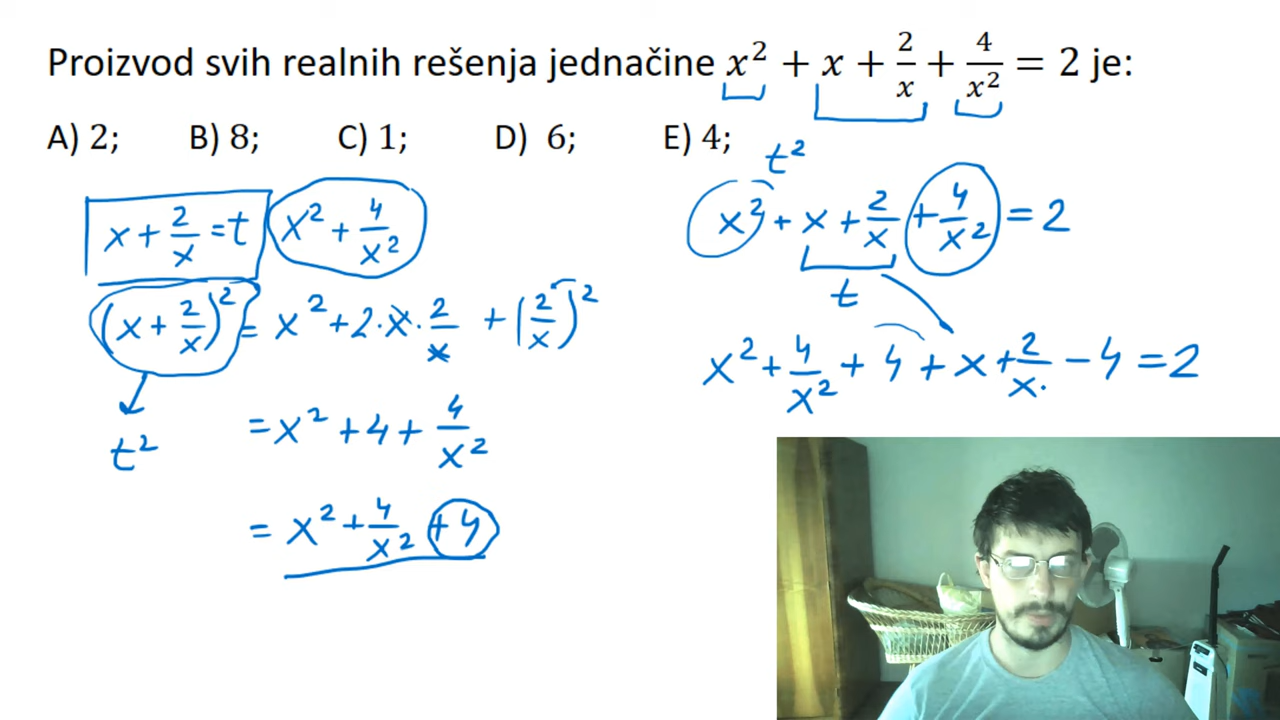 Proizvod svih realnih rešenja jednačine x² + x + 2/x + 4/x² = 2 je:
A) 2; B) 8; C) 1; D) 6; E) 4;
x + 2/x = t
x² + 4/x²
(x + 2/x)² = x² + 2·x·2/x + (2/x)²
t²
= x² + 4 + 4/x²
= x² + 4/x² + 4
t²
x² + x + 2/x + 4/x² = 2
t
x² + 4/x² + 4 + x + 2/x - 4 = 2